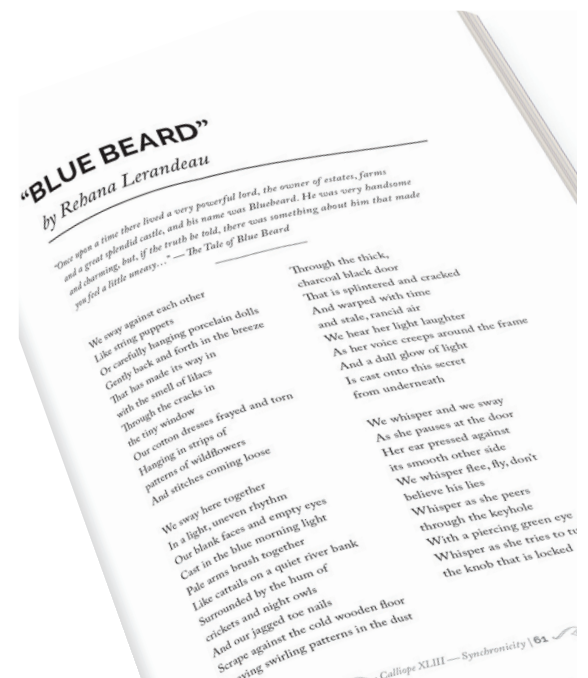 “BLUE BEARD”
by Rehana Lerandeau
“Once upon a time there lived a very powerful lord, the owner of estates, farms
and a great splendid castle, and his name was Bluebeard. He was very handsome
and charming, but, if the truth be told, there was something about him that made
you feel a little uneasy…” — The Tale of Blue Beard
We sway against each other
Like string puppets
Or carefully hanging porcelain dolls
Gently back and forth in the breeze
That has made its way in
with the smell of lilacs
Through the cracks in
the tiny window
Our cotton dresses frayed and torn
Hanging in strips of
patterns of wildflowers
And stitches coming loose
We sway here together
In a light, uneven rhythm
Our blank faces and empty eyes
Cast in the blue morning light
Pale arms brush together
Like cattails on a quiet river bank
Surrounded by the hum of
crickets and night owls
And our jagged toe nails
Scrape against the cold wooden floor
swirling patterns in the dust
Through the thick,
charcoal black door
That is splintered and cracked
And warped with time
and stale, rancid air
We hear her light laughter
As her voice creeps around the frame
And a dull glow of light
Is cast onto this secret
from underneath
We whisper and we sway
As she pauses at the door
Her ear pressed against
its smooth other side
We whisper flee, fly, don’t
believe his lies
Whisper as she peers
through the keyhole
With a piercing green eye
Whisper as she tries to
the knob that is locked
Calliope XLIII — Synchronicity | 61